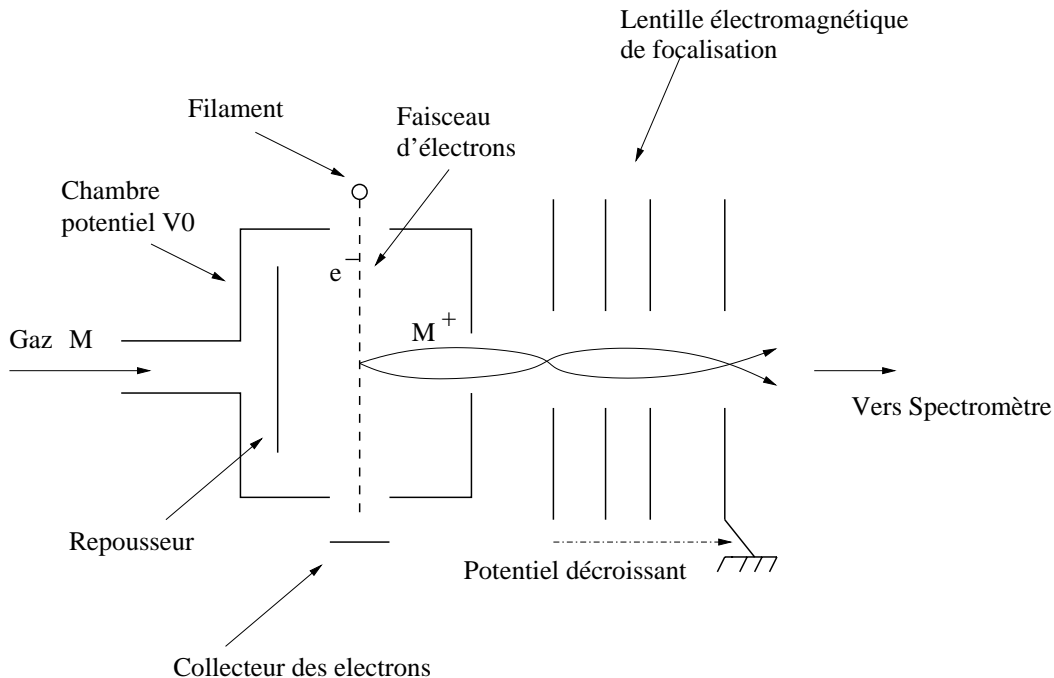 Lentille électromagnétique
de focalisation
Filament
Faisceau
d'électrons
Chambre
potentiel V0
e–
Gaz M
M+
Vers Spectromètre
Repousseur
Potentiel décroissant
Collecteur des electrons